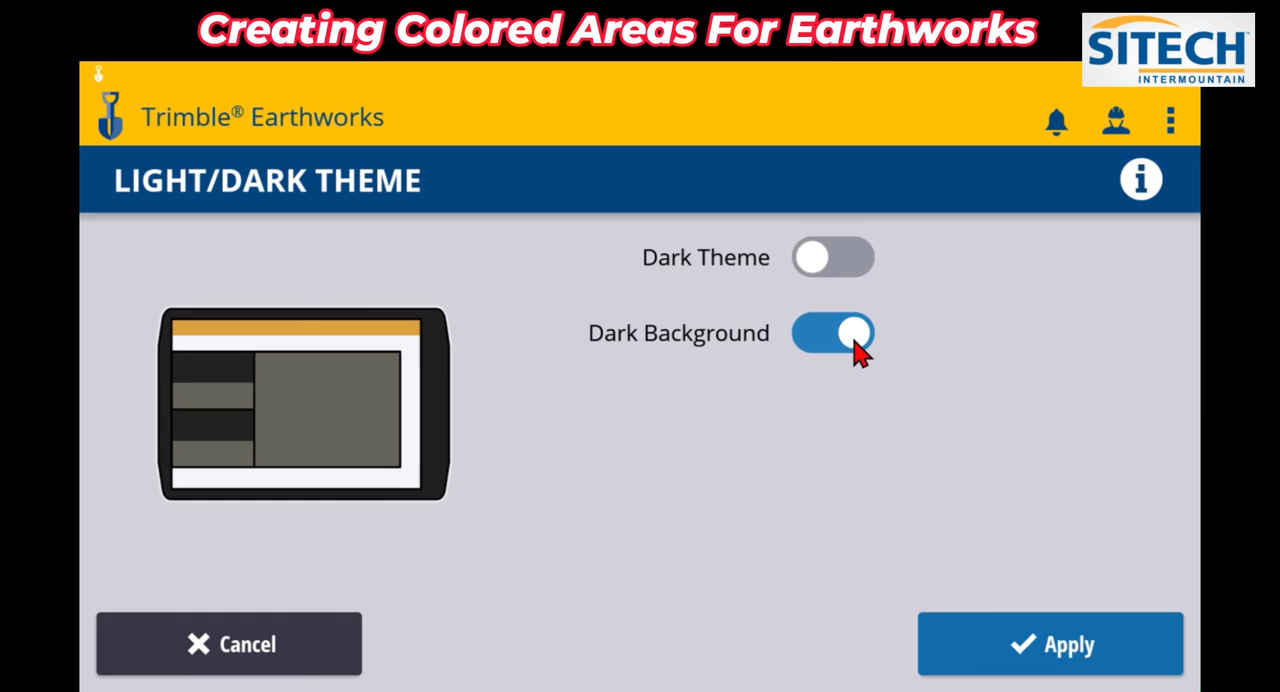 Creating Colored Areas For Earthworks
SITECH
INTERMOUNTAIN
Trimble® Earthworks
LIGHT/DARK THEME
Dark Theme
Dark Background
Cancel
Apply